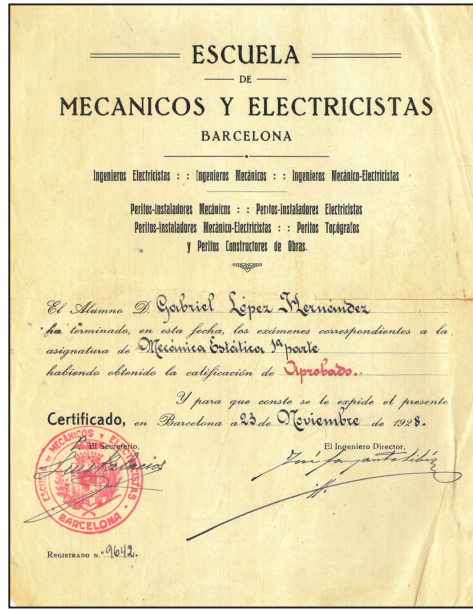 ESCUELA
DE
MECANICOS Y ELECTRICISTAS
BARCELONA
Ingenieros Electricistas : : Ingenieros Mecánicos : : Ingenieros Mecánico-Electricistas
Peritos-instaladores Mecánicos : : Peritos-instaladores Electricistas
Peritos-instaladores Mecánico-Electricistas : : Peritos Topógrafos
y Peritos Constructores de Obras.
El Alumno D. Gabriel López Hernández
ha terminado, en esta fecha, los exámenes correspondientes a la
asignatura de Mecánica Estática 1ª parte
habiendo obtenido la calificación de Aprobado.
Y para que conste se le expide el presente
Certificado, en Barcelona a 23 de Noviembre de 1928.
El Secretario, El Ingeniero Director,
Luis Palacios
ESCUELA DE MECÁNICOS Y ELECTRICISTAS
BARCELONA
REGISTRADO N.º 9642.